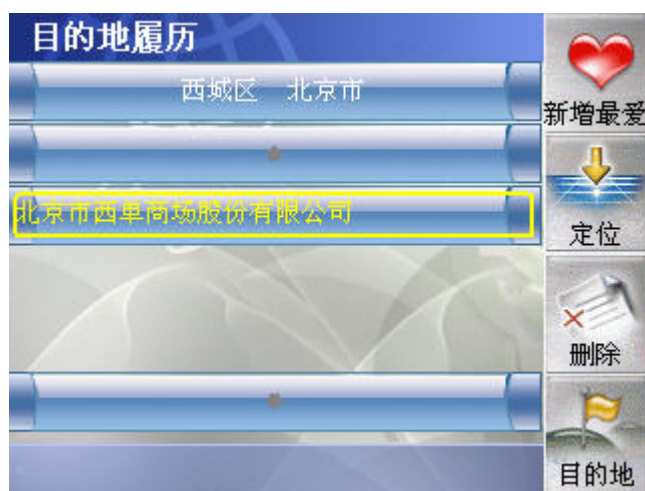 目的地履历
新增最爱
西城区 北京市
北京市西单商场股份有限公司
定位
删除
目的地